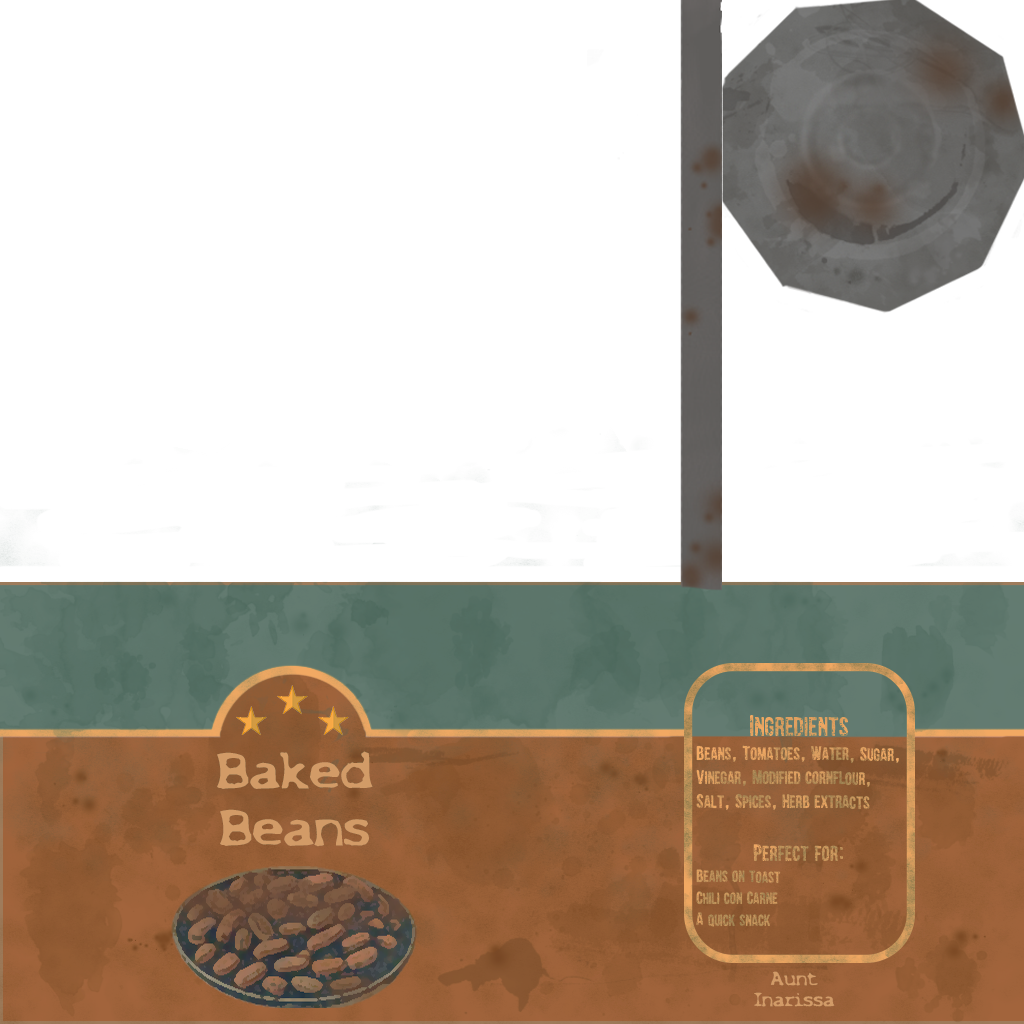 Baked
Beans
INGREDIENTS
BEANS, TOMATOES, WATER, SUGAR,
VINEGAR, MODIFIED CORNFLOUR,
SALT, SPICES, HERB EXTRACTS
PERFECT FOR:
BEANS ON TOAST
CHILI CON CARNE
A QUICK SNACK
Aunt
Inarissa